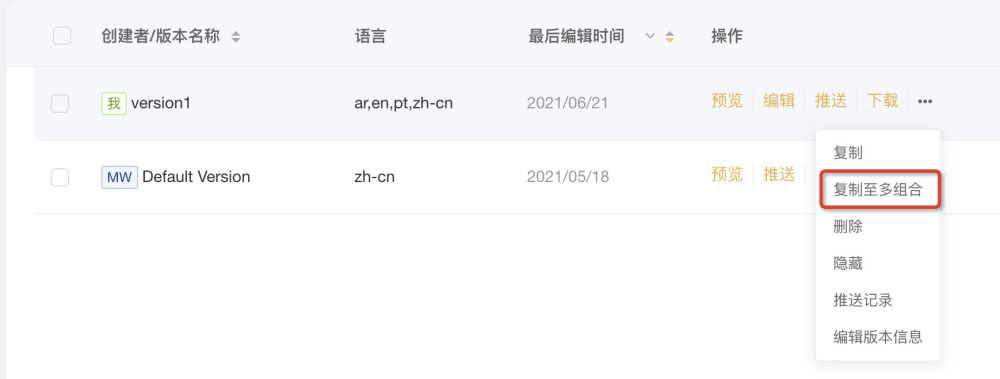 创建者/版本名称 语言 最后编辑时间 操作
我 version1 ar,en,pt,zh-cn 2021/06/21 预览 编辑 推送 下载 •••
复制
MW Default Version zh-cn 2021/05/18 预览 推送
复制至多组合
删除
隐藏
推送记录
编辑版本信息